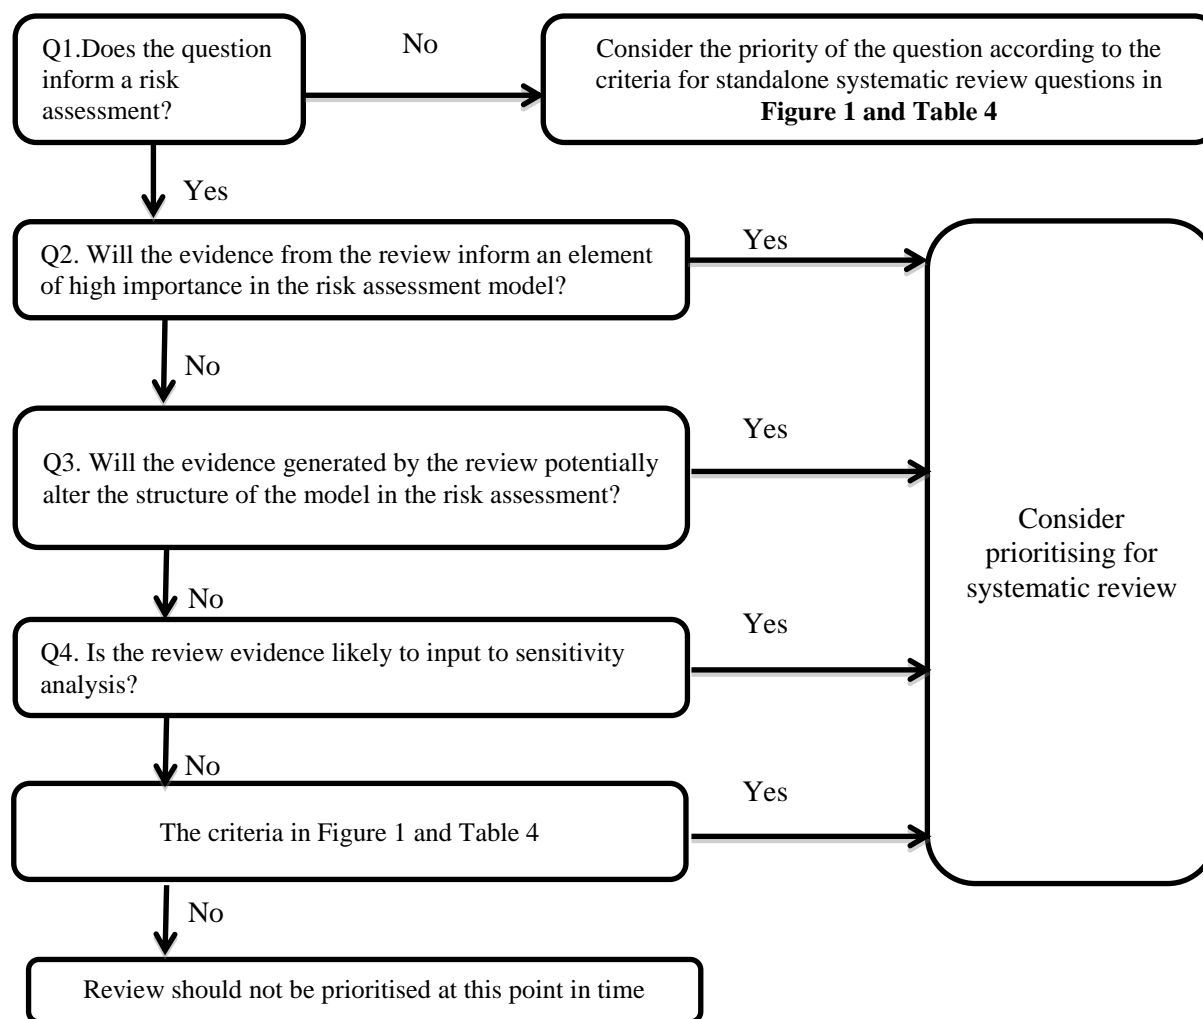 Q1.Does the question
inform a risk
assessment?
No
Consider the priority of the question according to the
criteria for standalone systematic review questions in
Figure 1 and Table 4
Yes
Q2. Will the evidence from the review inform an element
of high importance in the risk assessment model?
Yes
No
Q3. Will the evidence generated by the review potentially
alter the structure of the model in the risk assessment?
Yes
Consider
prioritising for
systematic review
No
Q4. Is the review evidence likely to input to sensitivity
analysis?
Yes
No
The criteria in Figure 1 and Table 4
Yes
No
Review should not be prioritised at this point in time